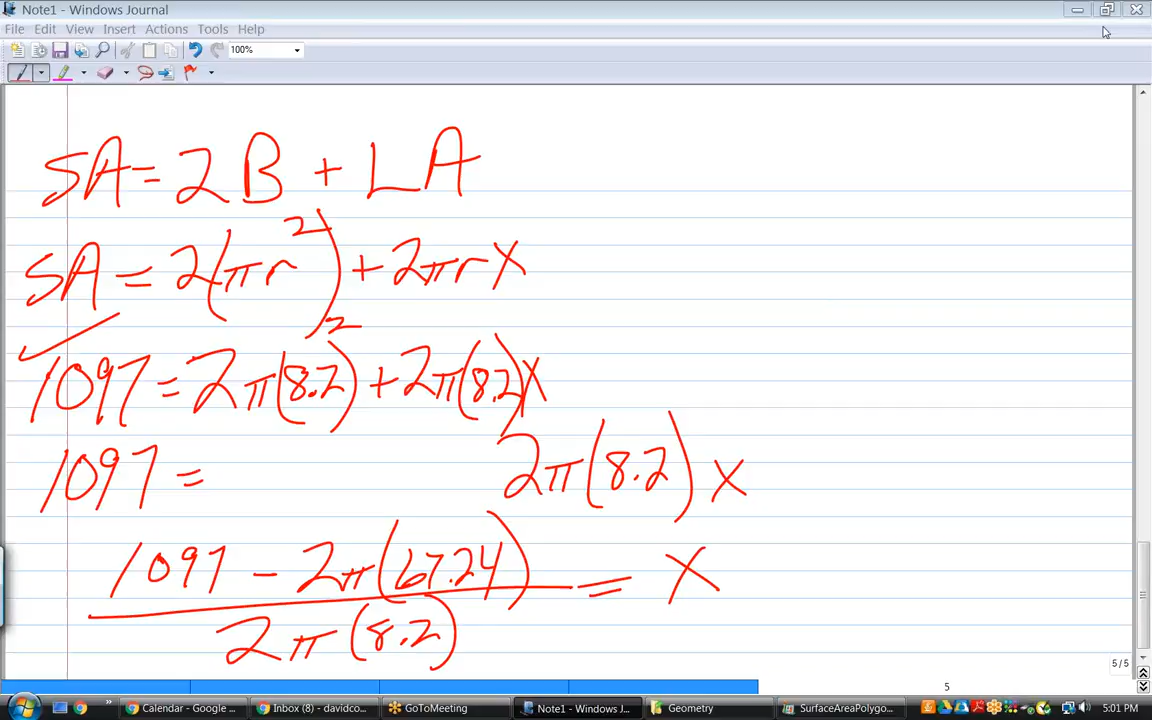 Note1 - Windows Journal
File Edit View Insert Actions Tools Help
100%
SA = 2B + LA
SA = 2(πr²) + 2πrx
1097 = 2π(8.2)² + 2π(8.2)x
1097 = 2π(8.2)x
1097 - 2π(67.24) = x
2π(8.2)
5 / 5
5
Calendar - Google ... Inbox (8) - davidco... GoToMeeting Note1 - Windows J... Geometry SurfaceAreaPolygo... 5:01 PM